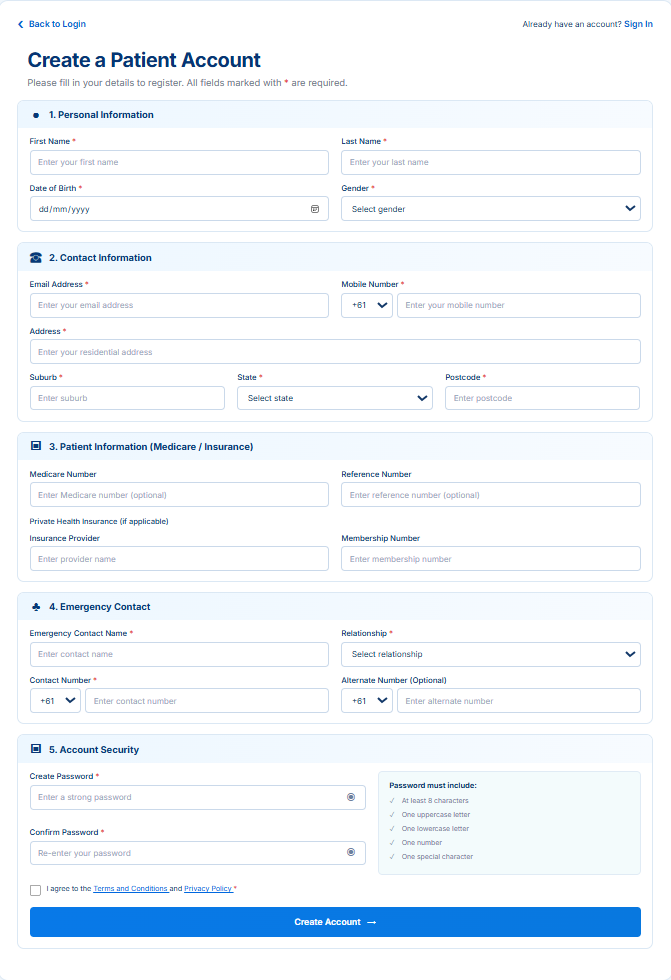 Back to Login
Already have an account? Sign In
Create a Patient Account
Please fill in your details to register. All fields marked with * are required.
1. Personal Information
First Name *
Last Name *
Enter your first name
Enter your last name
Date of Birth *
Gender *
dd/mm/yyyy
Select gender
2. Contact Information
Email Address *
Mobile Number *
Enter your email address
+61
Enter your mobile number
Address *
Enter your residential address
Suburb *
State *
Postcode *
Enter suburb
Select state
Enter postcode
3. Patient Information (Medicare / Insurance)
Medicare Number
Reference Number
Enter Medicare number (optional)
Enter reference number (optional)
Private Health Insurance (if applicable)
Insurance Provider
Membership Number
Enter provider name
Enter membership number
4. Emergency Contact
Emergency Contact Name *
Relationship *
Enter contact name
Select relationship
Contact Number *
Alternate Number (Optional)
+61
Enter contact number
+61
Enter alternate number
5. Account Security
Create Password *
Enter a strong password
Confirm Password *
Re-enter your password
Password must include:
✓ At least 8 characters
✓ One uppercase letter
✓ One lowercase letter
✓ One number
✓ One special character
I agree to the Terms and Conditions and Privacy Policy *
Create Account →